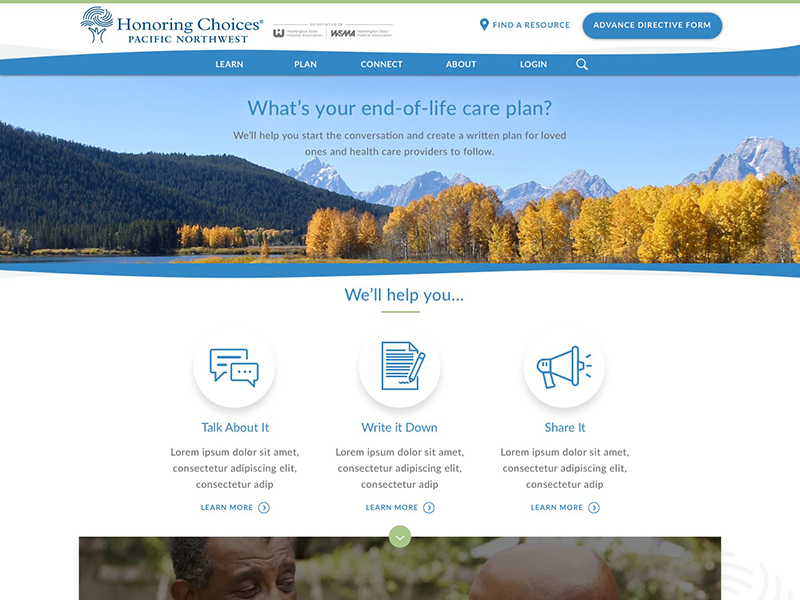 Honoring Choices®
PACIFIC NORTHWEST
AN INITIATIVE OF
Washington State
Hospital Association
WSMA
Washington State
Medical Association
FIND A RESOURCE
ADVANCE DIRECTIVE FORM
LEARN
PLAN
CONNECT
ABOUT
LOGIN
What's your end-of-life care plan?
We'll help you start the conversation and create a written plan for loved
ones and health care providers to follow.
We'll help you...
Talk About It
Write it Down
Share It
Lorem ipsum dolor sit amet,
consectetur adipiscing elit,
consectetur adip
Lorem ipsum dolor sit amet,
consectetur adipiscing elit,
consectetur adip
Lorem ipsum dolor sit amet,
consectetur adipiscing elit,
consectetur adip
LEARN MORE
LEARN MORE
LEARN MORE